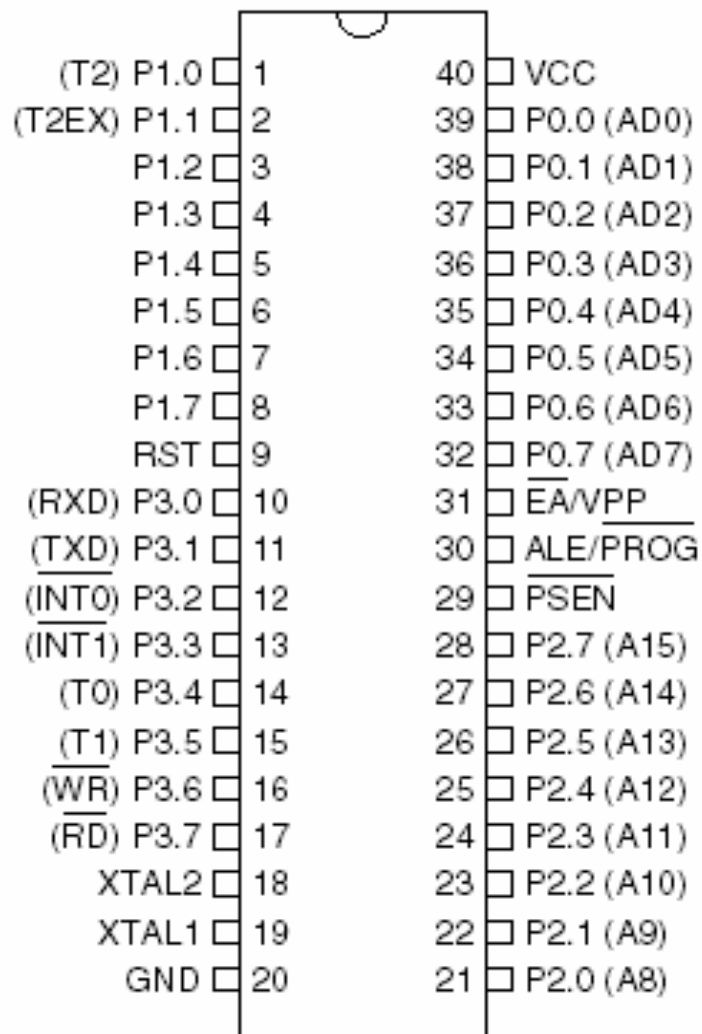 (T2) P1.0 1 40 VCC
(T2EX) P1.1 2 39 P0.0 (AD0)
P1.2 3 38 P0.1 (AD1)
P1.3 4 37 P0.2 (AD2)
P1.4 5 36 P0.3 (AD3)
P1.5 6 35 P0.4 (AD4)
P1.6 7 34 P0.5 (AD5)
P1.7 8 33 P0.6 (AD6)
RST 9 32 P0.7 (AD7)
(RXD) P3.0 10 31 E̅A̅/VPP
(TXD) P3.1 11 30 ALE/P̅R̅O̅G̅
(I̅N̅T̅0̅) P3.2 12 29 P̅S̅E̅N̅
(I̅N̅T̅1̅) P3.3 13 28 P2.7 (A15)
(T0) P3.4 14 27 P2.6 (A14)
(T1) P3.5 15 26 P2.5 (A13)
(W̅R̅) P3.6 16 25 P2.4 (A12)
(R̅D̅) P3.7 17 24 P2.3 (A11)
XTAL2 18 23 P2.2 (A10)
XTAL1 19 22 P2.1 (A9)
GND 20 21 P2.0 (A8)